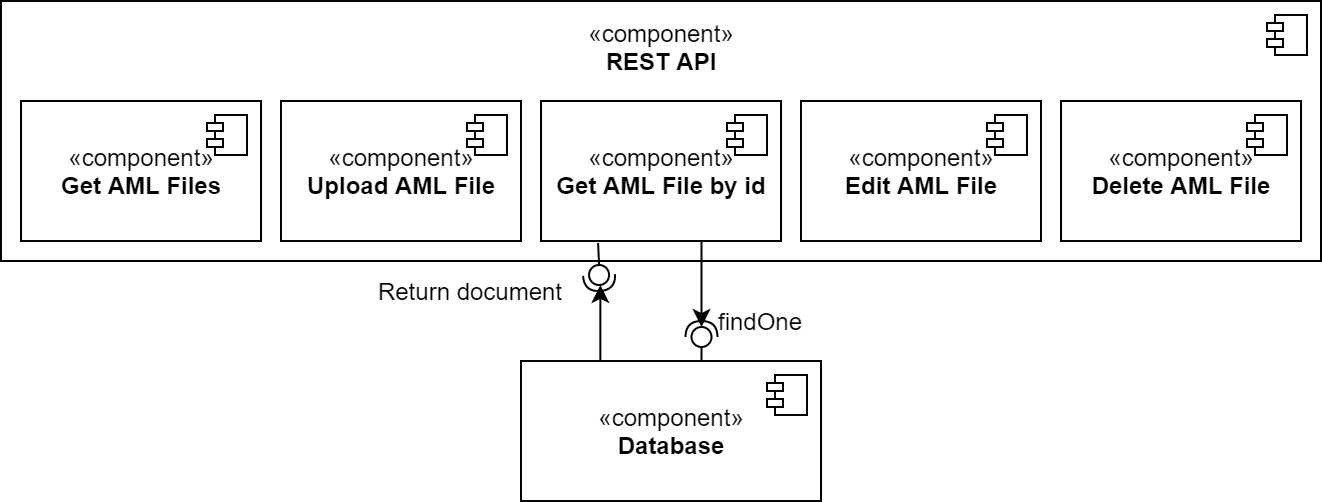 «component»
REST API
«component»
Get AML Files
«component»
Upload AML File
«component»
Get AML File by id
«component»
Edit AML File
«component»
Delete AML File
Return document
findOne
«component»
Database